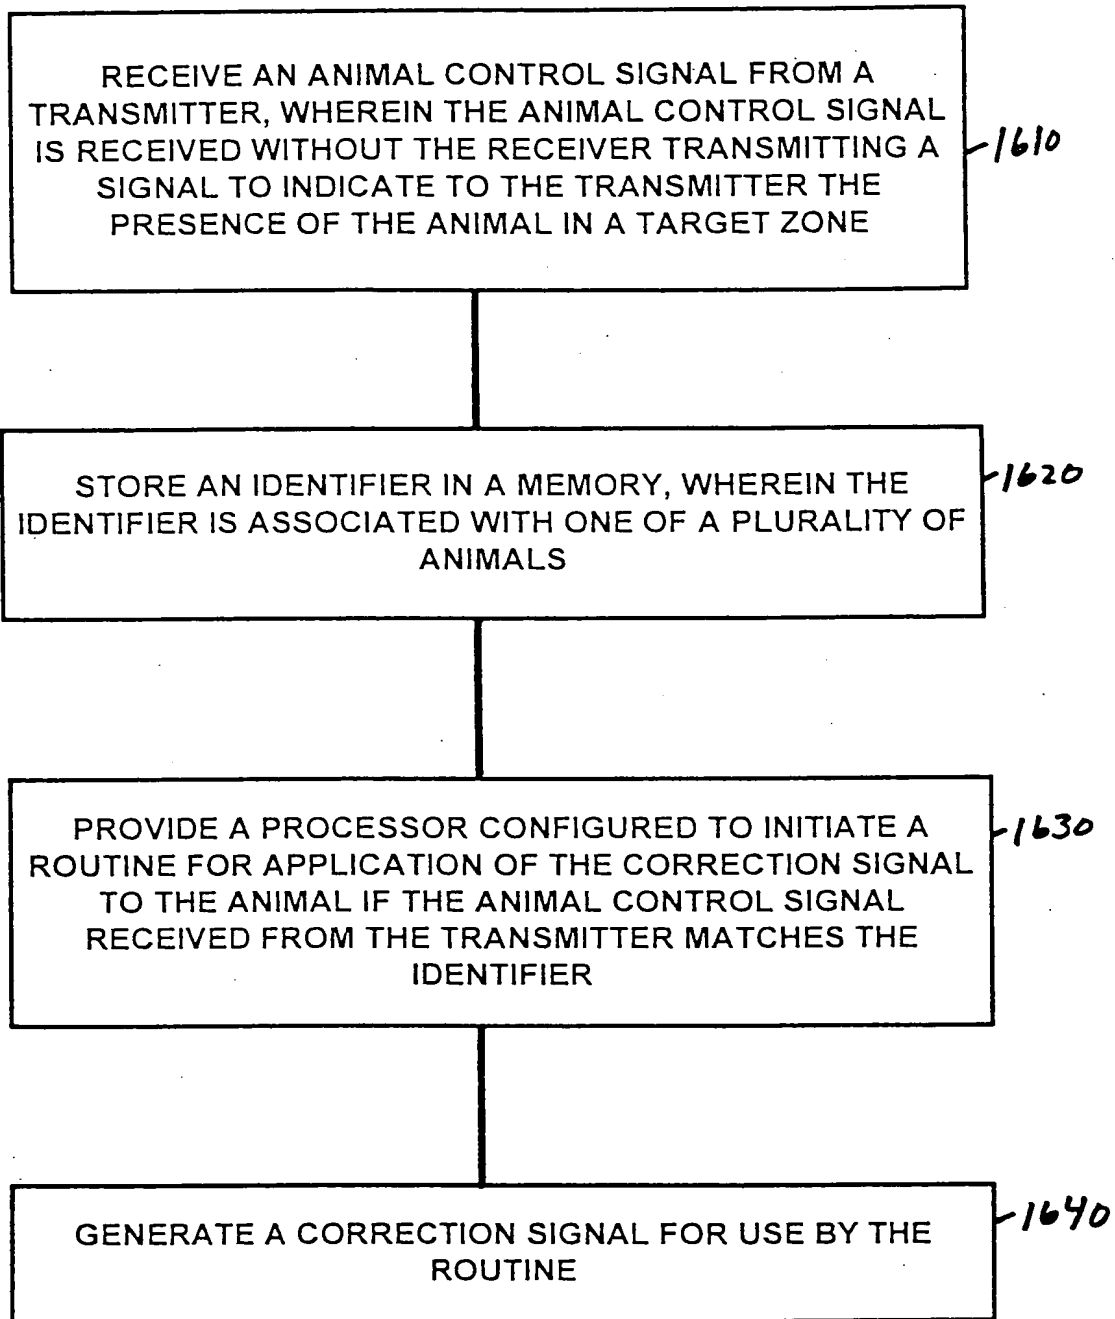 RECEIVE AN ANIMAL CONTROL SIGNAL FROM A
TRANSMITTER, WHEREIN THE ANIMAL CONTROL SIGNAL
IS RECEIVED WITHOUT THE RECEIVER TRANSMITTING A
SIGNAL TO INDICATE TO THE TRANSMITTER THE
PRESENCE OF THE ANIMAL IN A TARGET ZONE
1610
STORE AN IDENTIFIER IN A MEMORY, WHEREIN THE
IDENTIFIER IS ASSOCIATED WITH ONE OF A PLURALITY OF
ANIMALS
1620
PROVIDE A PROCESSOR CONFIGURED TO INITIATE A
ROUTINE FOR APPLICATION OF THE CORRECTION SIGNAL
TO THE ANIMAL IF THE ANIMAL CONTROL SIGNAL
RECEIVED FROM THE TRANSMITTER MATCHES THE
IDENTIFIER
1630
GENERATE A CORRECTION SIGNAL FOR USE BY THE
ROUTINE
1640